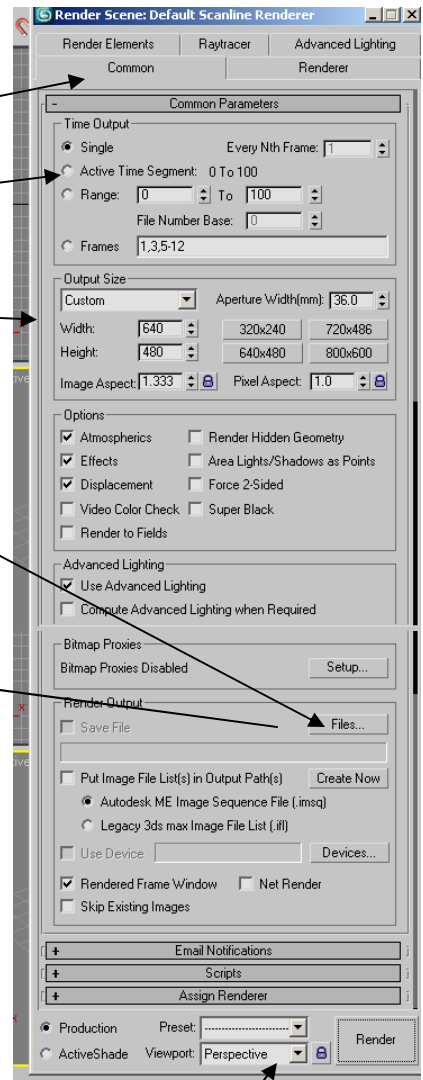 Render Scene: Default Scanline Renderer
Render Elements Raytracer Advanced Lighting
Common Renderer
- Common Parameters
Time Output
Single Every Nth Frame: 1
Active Time Segment: 0 To 100
Range: 0 To 100
File Number Base: 0
Frames 1,3,5-12
Output Size
Custom Aperture Width(mm): 36.0
Width: 640 320x240 720x486
Height: 480 640x480 800x600
Image Aspect: 1.333 Pixel Aspect: 1.0
Options
Atmospherics Render Hidden Geometry
Effects Area Lights/Shadows as Points
Displacement Force 2-Sided
Video Color Check Super Black
Render to Fields
Advanced Lighting
Use Advanced Lighting
Compute Advanced Lighting when Required
Bitmap Proxies
Bitmap Proxies Disabled Setup...
Render Output
Save File Files...
Put Image File List(s) in Output Path(s) Create Now
Autodesk ME Image Sequence File (.imsq)
Legacy 3ds max Image File List (.ifl)
Use Device Devices...
Rendered Frame Window Net Render
Skip Existing Images
+ Email Notifications
+ Scripts
+ Assign Renderer
Production Preset: ----------------------
ActiveShade Viewport: Perspective Render